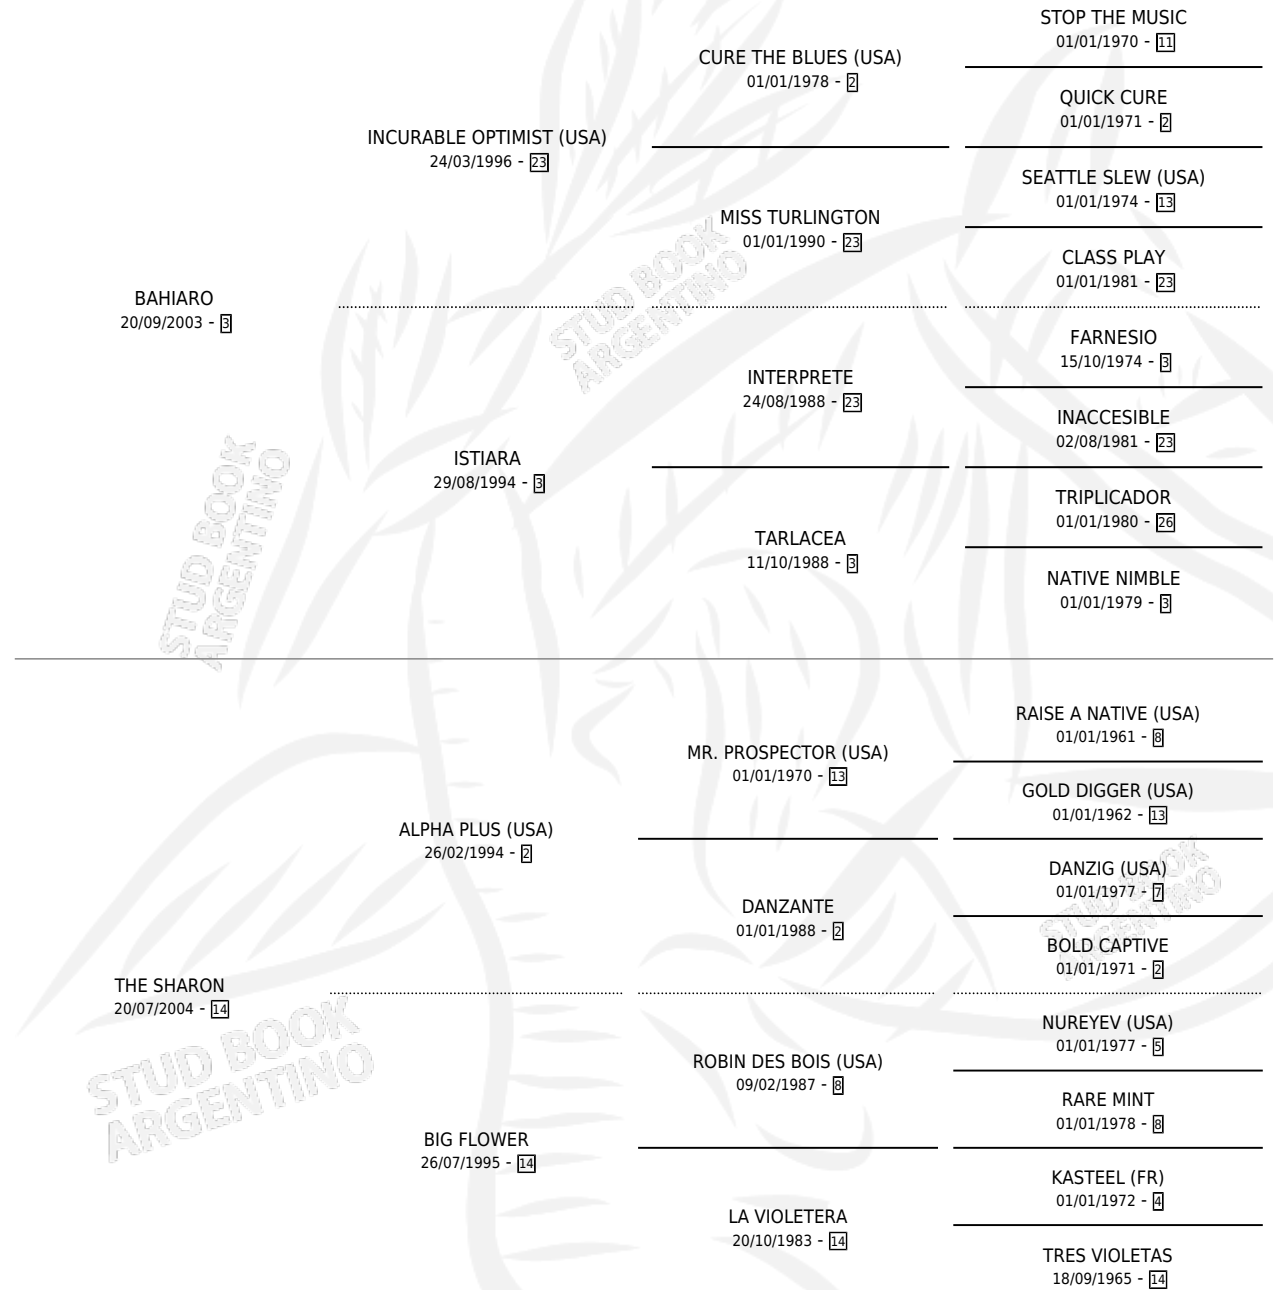 STOP THE MUSIC
01/01/1970 - 11
CURE THE BLUES (USA)
01/01/1978 - 2
QUICK CURE
01/01/1971 - 2
INCURABLE OPTIMIST (USA)
24/03/1996 - 23
SEATTLE SLEW (USA)
01/01/1974 - 13
MISS TURLINGTON
01/01/1990 - 23
CLASS PLAY
01/01/1981 - 23
BAHIARO
20/09/2003 - 3
FARNESIO
15/10/1974 - 3
INTERPRETE
24/08/1988 - 23
INACCESIBLE
02/08/1981 - 23
ISTIARA
29/08/1994 - 3
TRIPLICADOR
01/01/1980 - 26
TARLACEA
11/10/1988 - 3
NATIVE NIMBLE
01/01/1979 - 3
RAISE A NATIVE (USA)
01/01/1961 - 8
MR. PROSPECTOR (USA)
01/01/1970 - 13
GOLD DIGGER (USA)
01/01/1962 - 13
ALPHA PLUS (USA)
26/02/1994 - 2
DANZIG (USA)
01/01/1977 - 7
DANZANTE
01/01/1988 - 2
BOLD CAPTIVE
01/01/1971 - 2
THE SHARON
20/07/2004 - 14
NUREYEV (USA)
01/01/1977 - 5
ROBIN DES BOIS (USA)
09/02/1987 - 8
RARE MINT
01/01/1978 - 8
BIG FLOWER
26/07/1995 - 14
KASTEEL (FR)
01/01/1972 - 4
LA VIOLETERA
20/10/1983 - 14
TRES VIOLETAS
18/09/1965 - 14
STUD BOOK
ARGENTINO
STUD BOOK
ARGENTINO
STUD BOOK
ARGENTINO
STUD BOOK
ARGENTINO